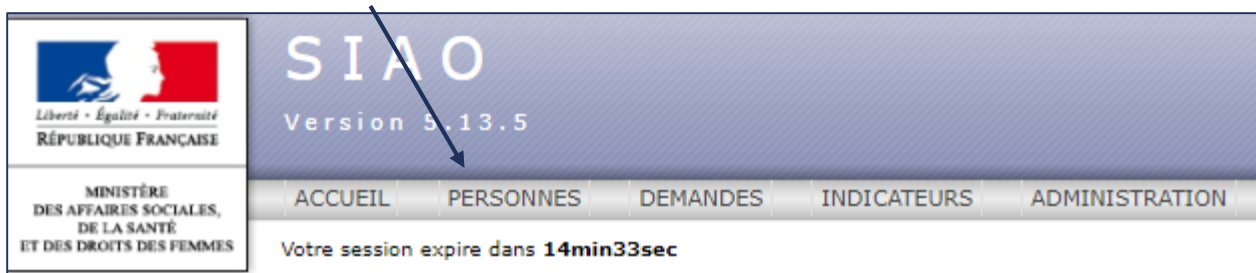 Liberté • Égalité • Fraternité
RÉPUBLIQUE FRANÇAISE
MINISTÈRE
DES AFFAIRES SOCIALES,
DE LA SANTÉ
ET DES DROITS DES FEMMES
SIAO
Version 5.13.5
ACCUEIL PERSONNES DEMANDES INDICATEURS ADMINISTRATION
Votre session expire dans 14min33sec